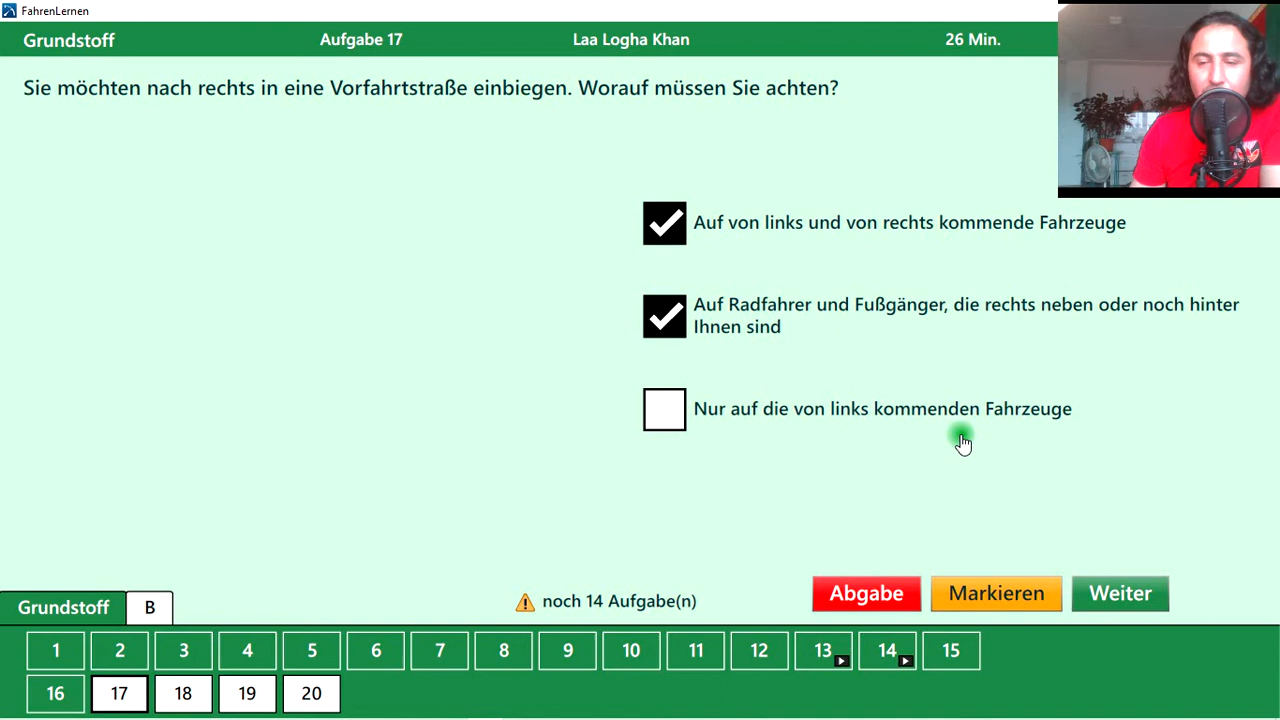 FahrenLernen
Grundstoff
Aufgabe 17
Laa Logha Khan
26 Min.
Sie möchten nach rechts in eine Vorfahrtstraße einbiegen. Worauf müssen Sie achten?
Auf von links und von rechts kommende Fahrzeuge
Auf Radfahrer und Fußgänger, die rechts neben oder noch hinter
Ihnen sind
Nur auf die von links kommenden Fahrzeuge
Grundstoff
B
noch 14 Aufgabe(n)
Abgabe
Markieren
Weiter
1 2 3 4 5 6 7 8 9 10 11 12 13 14 15
16 17 18 19 20